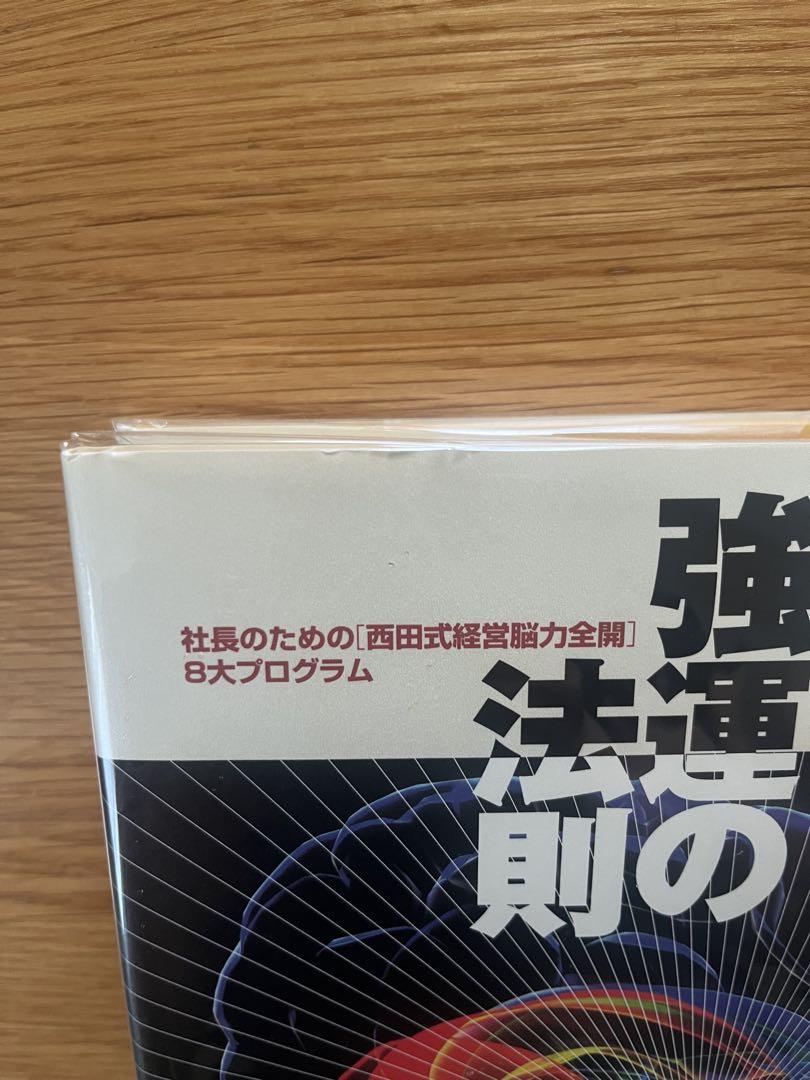 強運の
法則
社長のための[西田式経営脳力全開]
8大プログラム